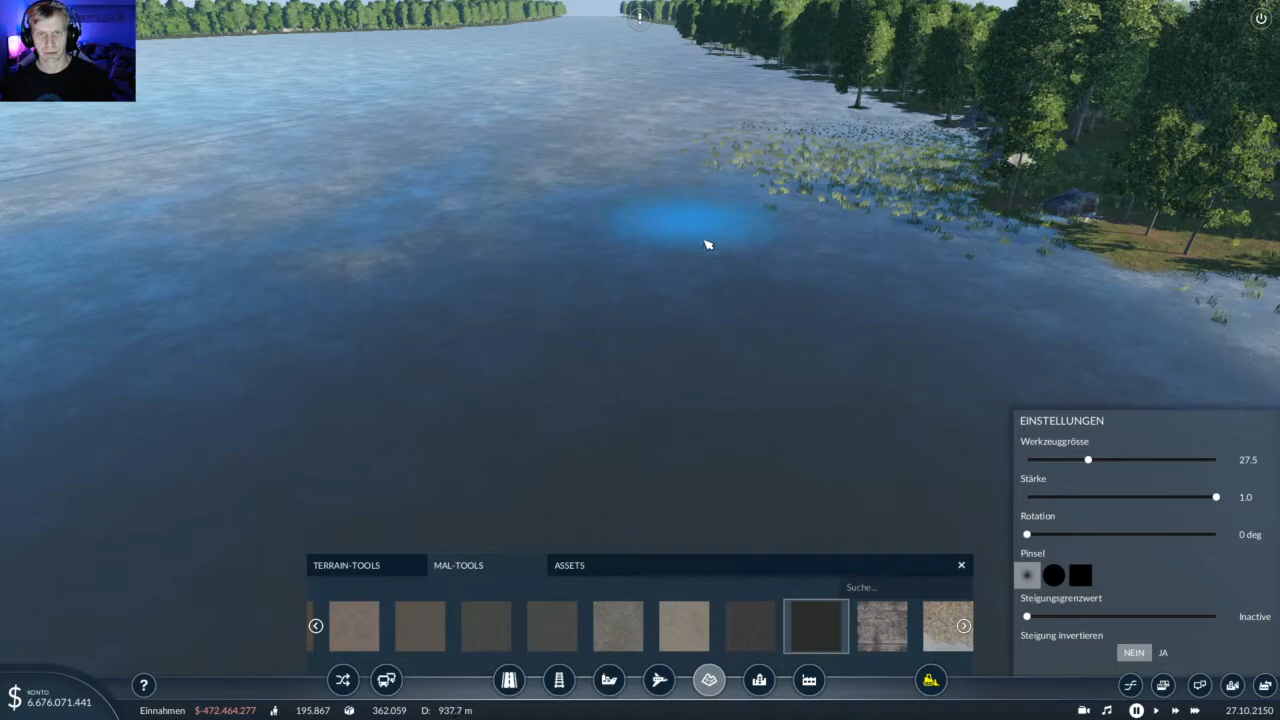 EINSTELLUNGEN
Werkzeuggrösse
27.5
Stärke
1.0
Rotation
0 deg
Pinsel
Steigungsgrenzwert
Inactive
Steigung invertieren
NEIN JA
TERRAIN-TOOLS MAL-TOOLS ASSETS
Suche...
KONTO
$ 6.676.071.441
?
Einnahmen $-472.464.277 195.867 362.059 D: 937.7 m
27.10.2150